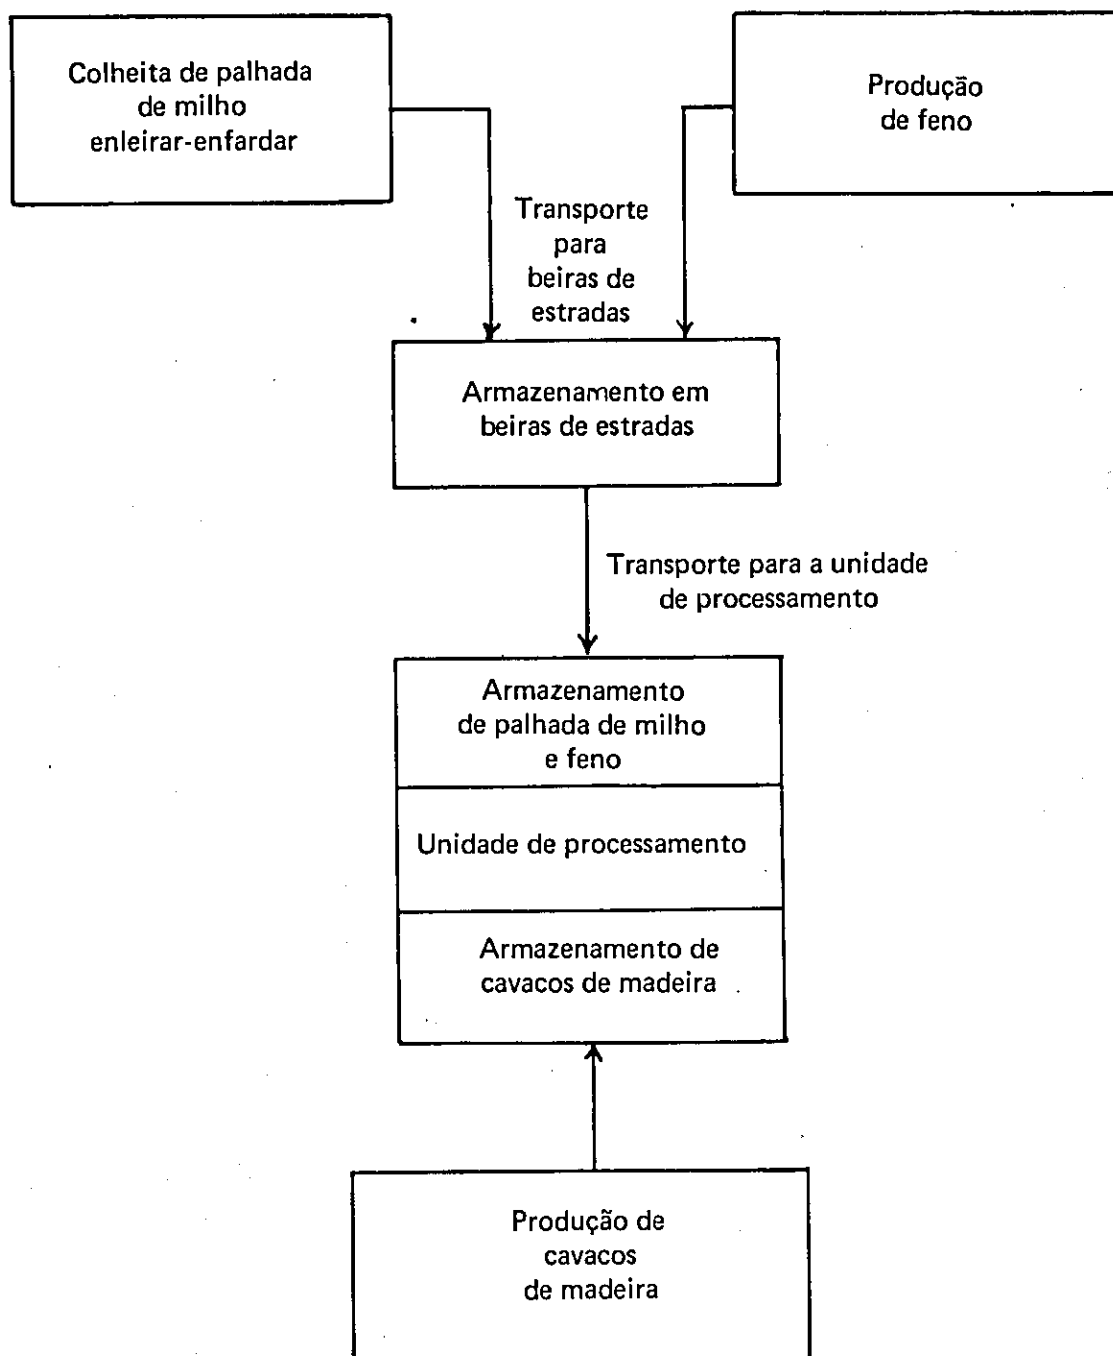 Colheita de palhada
de milho
enleirar-enfardar
Produção
de feno
Transporte
para
beiras de
estradas
Armazenamento em
beiras de estradas
Transporte para a unidade
de processamento
Armazenamento
de palhada de milho
e feno
Unidade de processamento
Armazenamento de
cavacos de madeira
Produção de
cavacos
de madeira